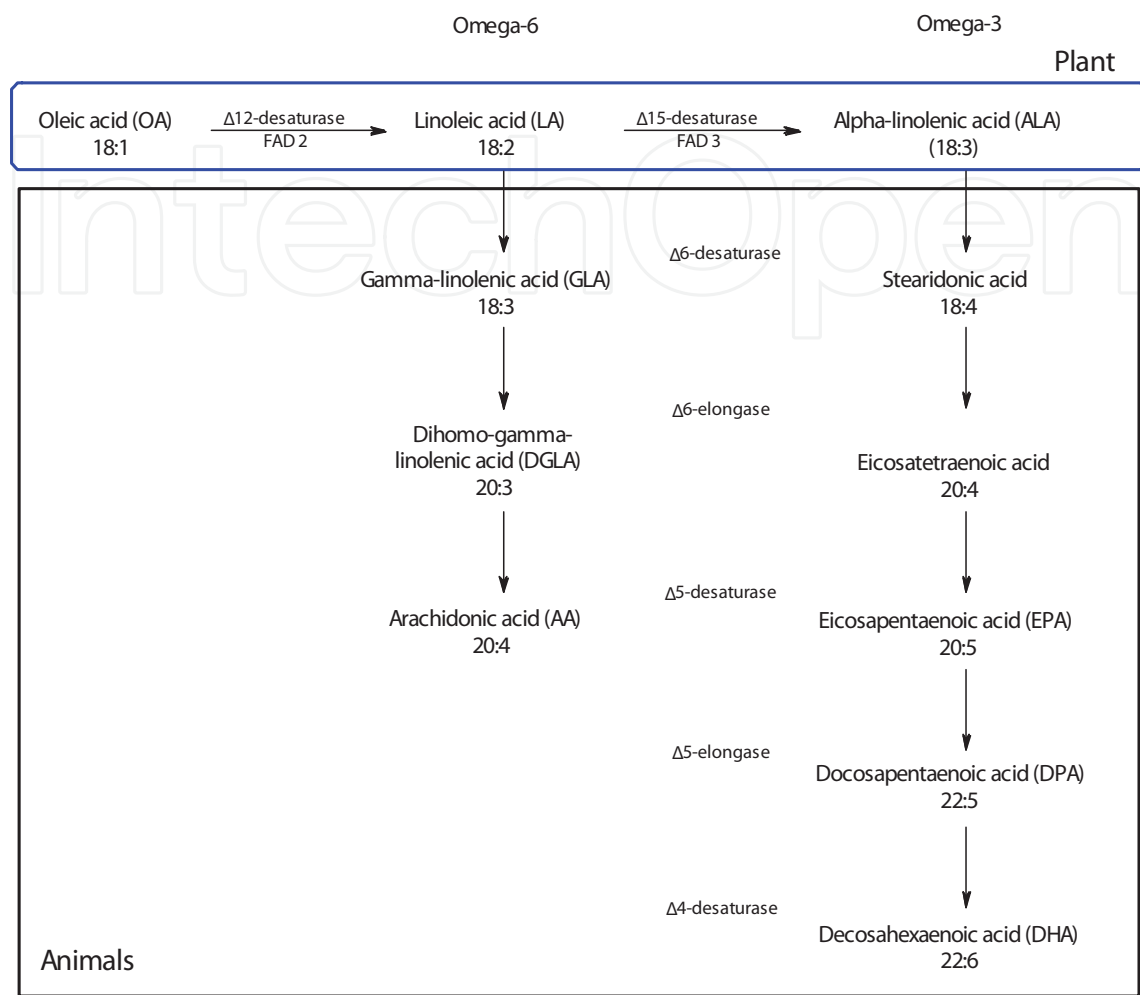 Omega-6
Omega-3
Plant
Oleic acid (OA)
18:1
Δ12-desaturase
FAD 2
Linoleic acid (LA)
18:2
Δ15-desaturase
FAD 3
Alpha-linolenic acid (ALA)
(18:3)
IntechOpen
Δ6-desaturase
Gamma-linolenic acid (GLA)
18:3
Stearidonic acid
18:4
Δ6-elongase
Dihomo-gamma-
linolenic acid (DGLA)
20:3
Eicosatetraenoic acid
20:4
Δ5-desaturase
Arachidonic acid (AA)
20:4
Eicosapentaenoic acid (EPA)
20:5
Δ5-elongase
Docosapentaenoic acid (DPA)
22:5
Δ4-desaturase
Decosahexaenoic acid (DHA)
22:6
Animals